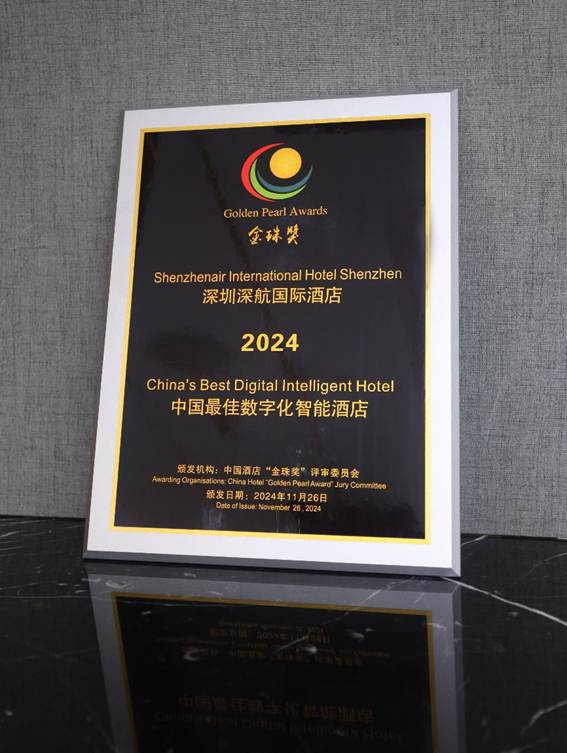 Golden Pearl Awards
金珠奖
Shenzhenair International Hotel Shenzhen
深圳深航国际酒店
2024
China's Best Digital Intelligent Hotel
中国最佳数字化智能酒店
颁发机构：中国酒店“金珠奖”评审委员会
Awarding Organisations: China Hotel "Golden Pearl Award" Jury Committee
颁发日期：2024年11月26日
Date of Issue: November 26 , 2024